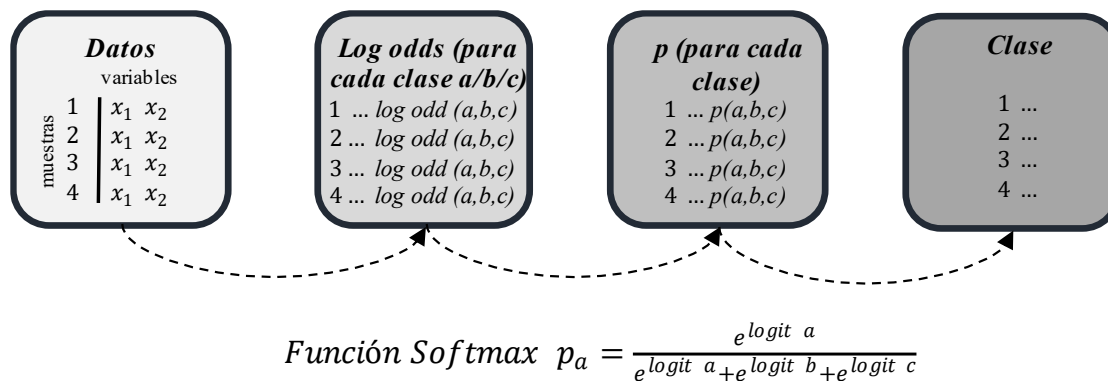 Datos
variables
muestras
1 x₁ x₂
2 x₁ x₂
3 x₁ x₂
4 x₁ x₂
Log odds (para
cada clase a/b/c)
1 ... log odd (a,b,c)
2 ... log odd (a,b,c)
3 ... log odd (a,b,c)
4 ... log odd (a,b,c)
p (para cada
clase)
1 ... p(a,b,c)
2 ... p(a,b,c)
3 ... p(a,b,c)
4 ... p(a,b,c)
Clase
1 ...
2 ...
3 ...
4 ...
Función Softmax p_a = e^{logit a} / (e^{logit a}+e^{logit b}+e^{logit c})